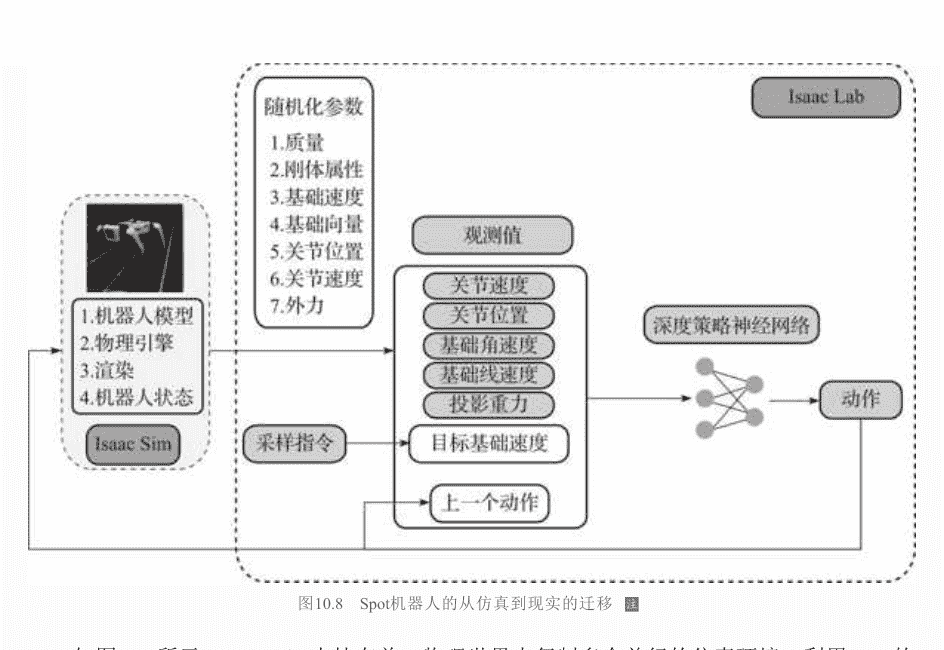 Isaac Lab
随机化参数
1.质量
2.刚体属性
3.基础速度
4.基础向量
5.关节位置
6.关节速度
7.外力
1.机器人模型
2.物理引擎
3.渲染
4.机器人状态
Isaac Sim
采样指令
观测值
关节速度
关节位置
基础角速度
基础线速度
投影重力
目标基础速度
上一个动作
深度策略神经网络
动作
图10.8 Spot机器人的从仿真到现实的迁移 注